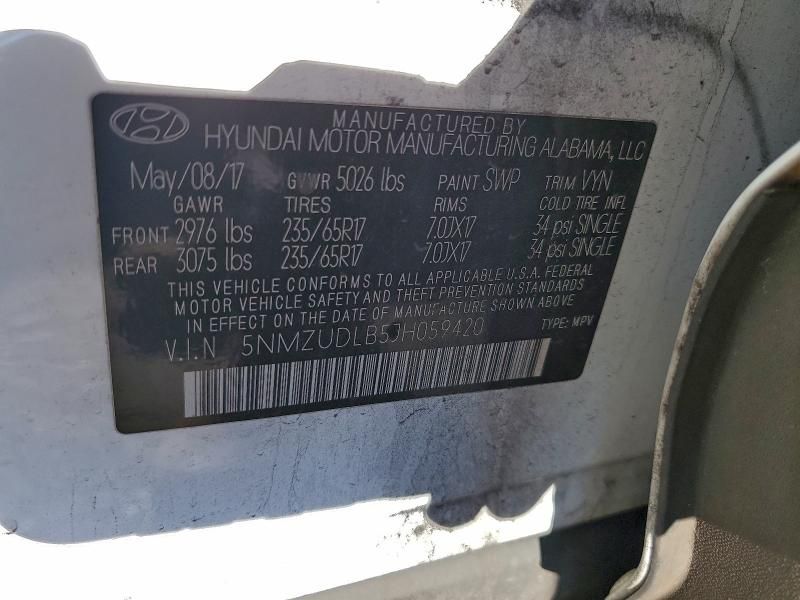 MANUFACTURED BY
HYUNDAI MOTOR MANUFACTURING ALABAMA, LLC
May/08/17 GVWR 5026 lbs PAINT SWP TRIM VYN
GAWR TIRES RIMS COLD TIRE INFL
FRONT 2976 lbs 235/65R17 7.0JX17 34 psi SINGLE
REAR 3075 lbs 235/65R17 7.0JX17 34 psi SINGLE
THIS VEHICLE CONFORMS TO ALL APPLICABLE U.S.A. FEDERAL
MOTOR VEHICLE SAFETY AND THEFT PREVENTION STANDARDS
IN EFFECT ON THE DATE OF MANUFACTURE SHOWN ABOVE
V.I.N 5NMZUDLB5JH059420 TYPE: MPV